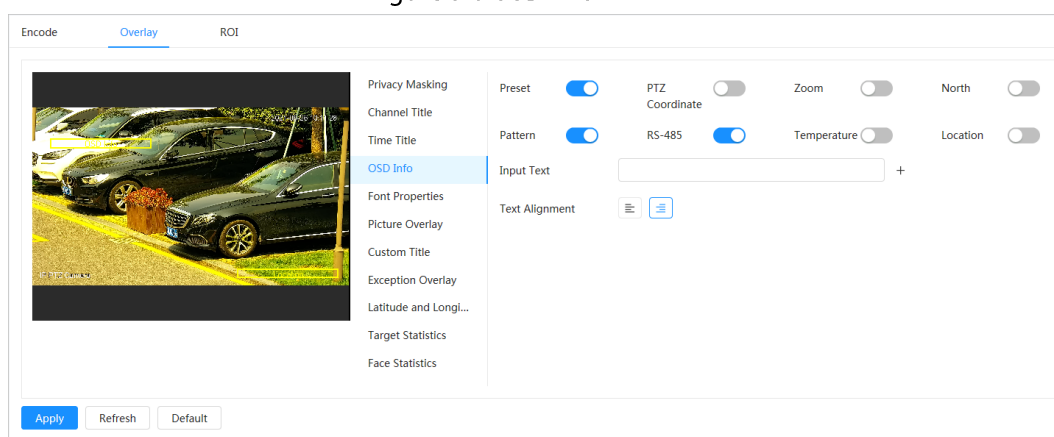 Encode Overlay ROI
Privacy Masking
Channel Title
Time Title
OSD Info
Font Properties
Picture Overlay
Custom Title
Exception Overlay
Latitude and Longi...
Target Statistics
Face Statistics
Preset PTZ Coordinate Zoom North
Pattern RS-485 Temperature Location
Input Text +
Text Alignment
Apply Refresh Default